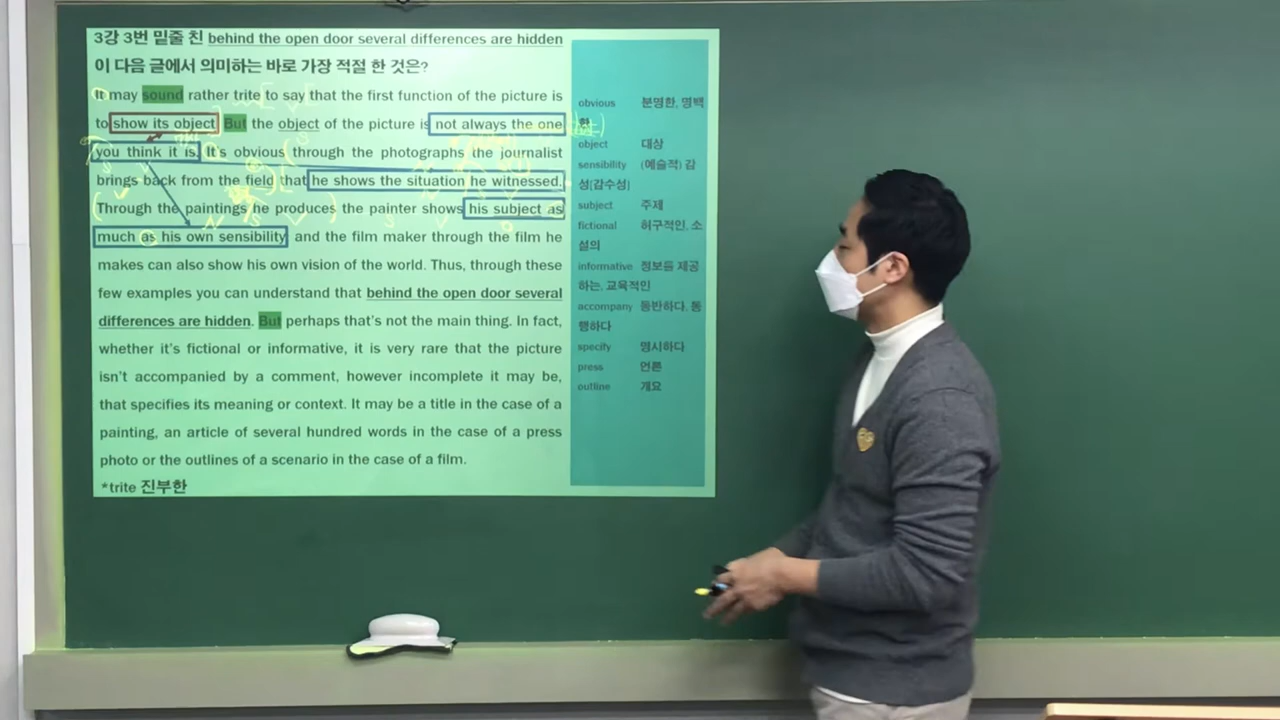 3강 3번 밑줄 친 behind the open door several differences are hidden
이 다음 글에서 의미하는 바로 가장 적절 한 것은?
It may sound rather trite to say that the first function of the picture is
to show its object. But the object of the picture is not always the one
you think it is. It's obvious through the photographs the journalist
brings back from the field that he shows the situation he witnessed.
Through the paintings he produces the painter shows his subject as
much as his own sensibility and the film maker through the film he
makes can also show his own vision of the world. Thus, through these
few examples you can understand that behind the open door several
differences are hidden. But perhaps that's not the main thing. In fact,
whether it's fictional or informative, it is very rare that the picture
isn't accompanied by a comment, however incomplete it may be,
that specifies its meaning or context. It may be a title in the case of a
painting, an article of several hundred words in the case of a press
photo or the outlines of a scenario in the case of a film.
*trite 진부한
obvious 분명한, 명백
한
object 대상
sensibility (예술적) 감
성[감수성]
subject 주제
fictional 허구적인, 소
설의
informative 정보를 제공
하는, 교육적인
accompany 동반하다, 동
행하다
specify 명시하다
press 언론
outline 개요